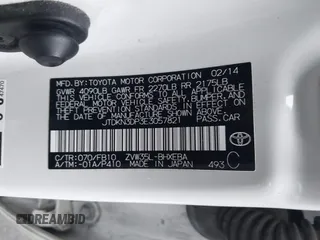 MFD. BY: TOYOTA MOTOR CORPORATION 02/14
GVWR 4090LB GAWR FR 2270LB RR 2175LB
THIS VEHICLE CONFORMS TO ALL APPLICABLE
FEDERAL MOTOR VEHICLE SAFETY, BUMPER, AND
THEFT PREVENTION STANDARDS IN EFFECT ON THE
DATE OF MANUFACTURE SHOWN ABOVE.
JTDKN3DP3E3057821 PASS. CAR
C/TR:070/FB10 ZVW35L-BHXEBA
A/TM:-01A/P410 MADE IN JAPAN 493 C
TOYOTA
47470
DREAMBID